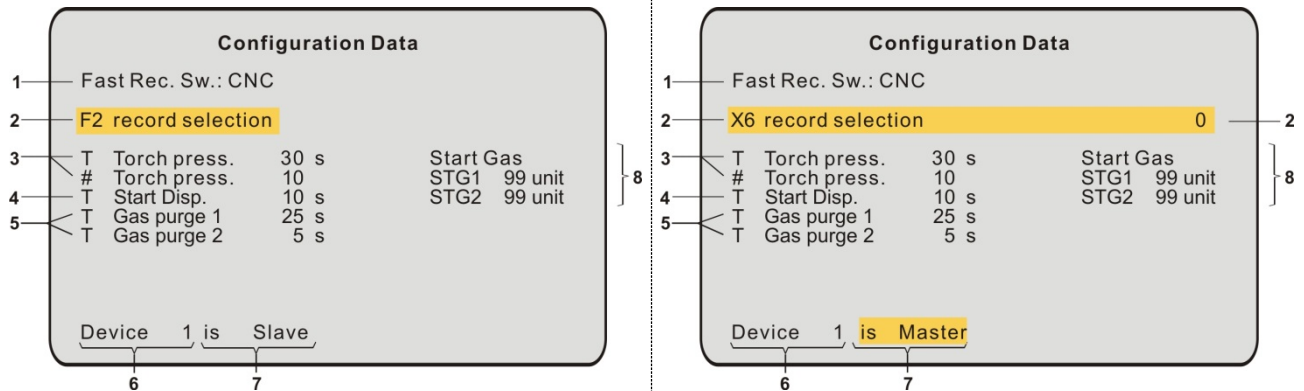 Configuration Data
1 Fast Rec. Sw.: CNC
2 F2 record selection
3 T Torch press. 30 s Start Gas
# Torch press. 10 STG1 99 unit 8
4 T Start Disp. 10 s STG2 99 unit
5 T Gas purge 1 25 s
T Gas purge 2 5 s
Device 1 is Slave
6 7
Configuration Data
1 Fast Rec. Sw.: CNC
2 X6 record selection 0 2
3 T Torch press. 30 s Start Gas
# Torch press. 10 STG1 99 unit 8
4 T Start Disp. 10 s STG2 99 unit
5 T Gas purge 1 25 s
T Gas purge 2 5 s
Device 1 is Master
6 7